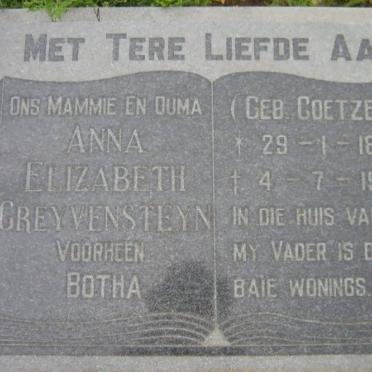 MET TERE LIEFDE AA
ONS MAMMIE EN OUMA
ANNA
ELIZABETH
GREYVENSTEYN
VOORHEEN
BOTHA
(GEB. COETZE
* 29-1-18
† 4-7-19
IN DIE HUIS VA
MY VADER IS D
BAIE WONINGS.